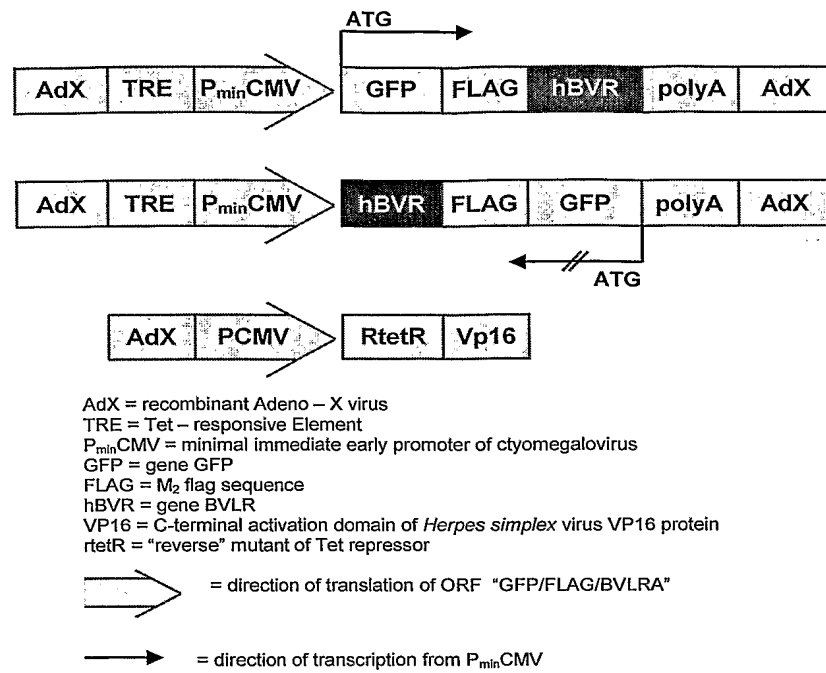 ATG
AdX TRE PminCMV GFP FLAG hBVR polyA AdX
AdX TRE PminCMV hBVR FLAG GFP polyA AdX
ATG
AdX PCMV RtetR Vp16
AdX = recombinant Adeno – X virus
TRE = Tet – responsive Element
PminCMV = minimal immediate early promoter of ctyomegalovirus
GFP = gene GFP
FLAG = M2 flag sequence
hBVR = gene BVLR
VP16 = C-terminal activation domain of Herpes simplex virus VP16 protein
rtetR = “reverse” mutant of Tet repressor
= direction of translation of ORF “GFP/FLAG/BVLRA”
= direction of transcription from PminCMV